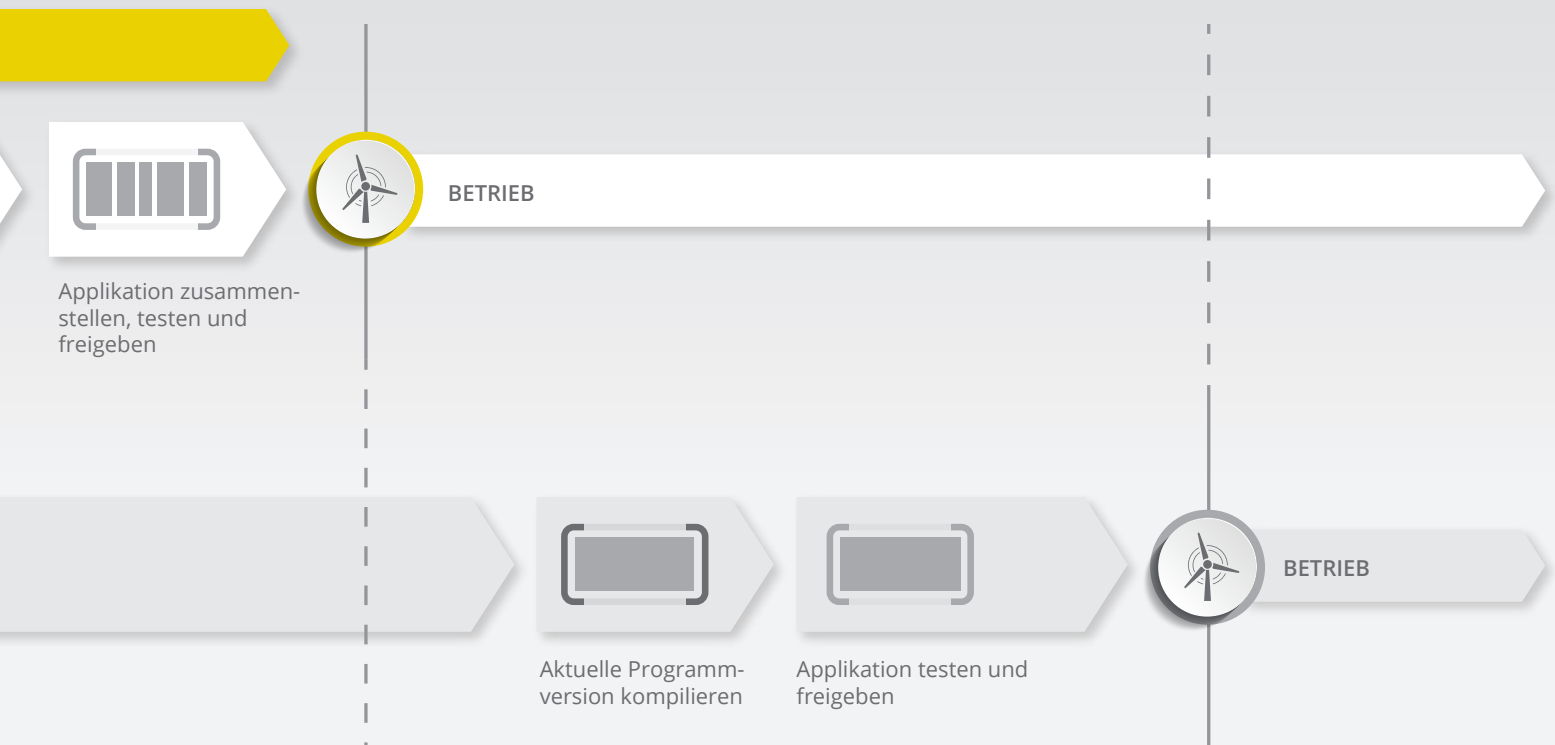 BETRIEB
Applikation zusammen-
stellen, testen und
freigeben
BETRIEB
Aktuelle Programm-
version kompilieren
Applikation testen und
freigeben